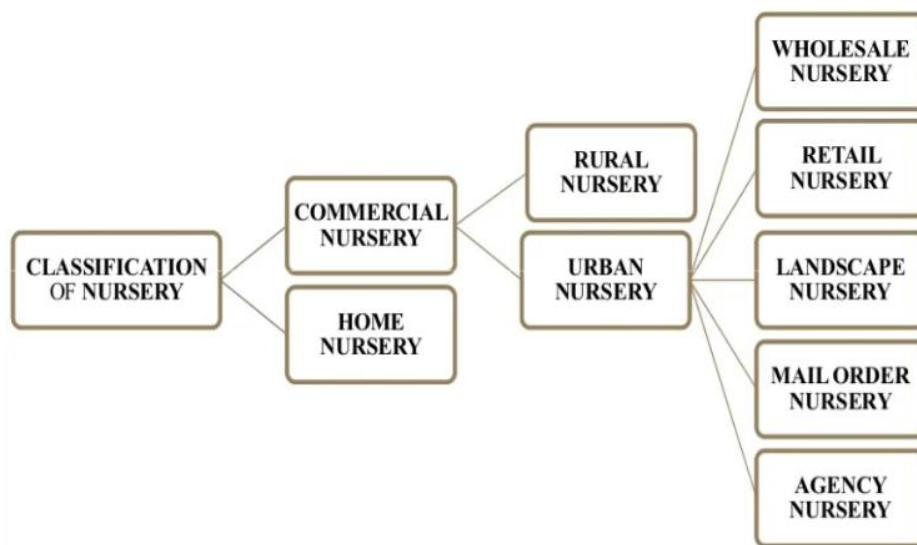 CLASSIFICATION
OF NURSERY
COMMERCIAL
NURSERY
HOME
NURSERY
RURAL
NURSERY
URBAN
NURSERY
WHOLESALE
NURSERY
RETAIL
NURSERY
LANDSCAPE
NURSERY
MAIL ORDER
NURSERY
AGENCY
NURSERY